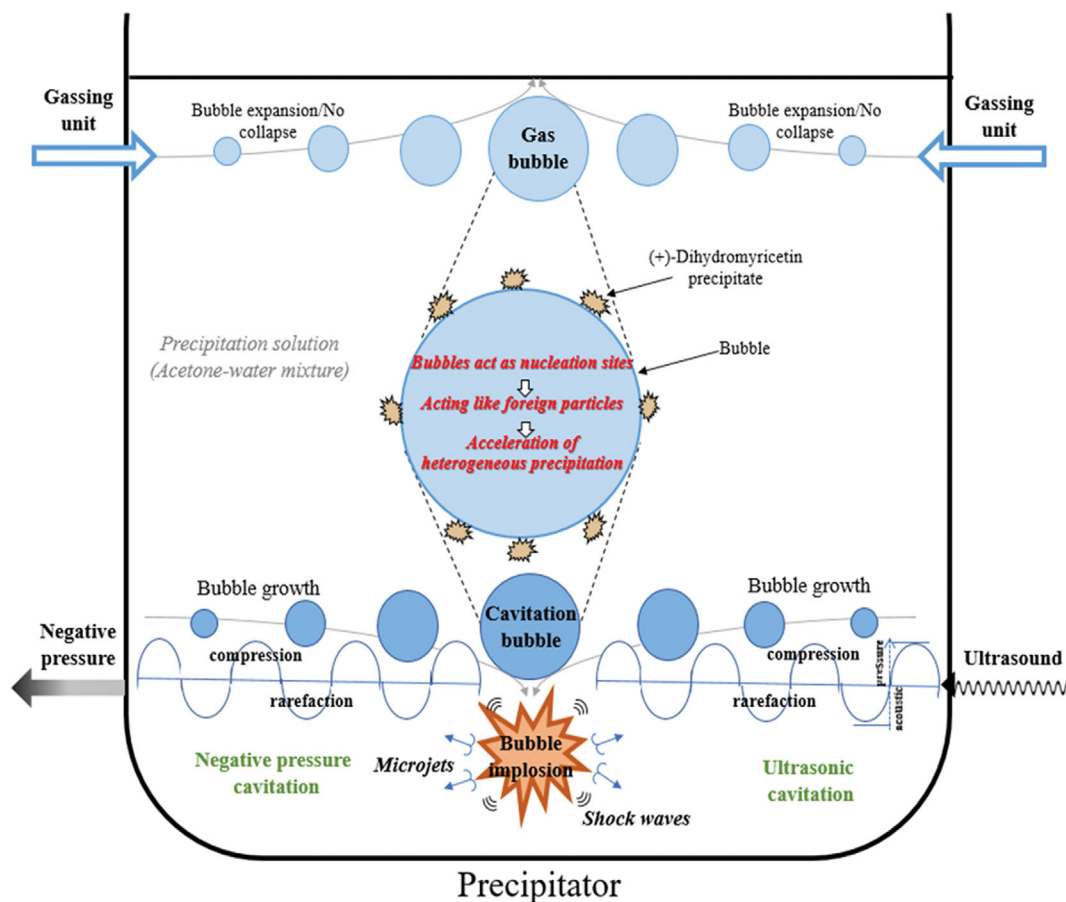 Gassing
unit
Bubble expansion/No
collapse
Gas
bubble
Bubble expansion/No
collapse
Gassing
unit
(+)-Dihydromyricetin
precipitate
Precipitation solution
(Acetone-water mixture)
Bubble
Bubbles act as nucleation sites
Acting like foreign particles
Acceleration of
heterogeneous precipitation
Bubble growth
Cavitation
bubble
Bubble growth
Negative
pressure
compression
rarefaction
compression
rarefaction
acoustic
pressure
Ultrasound
Negative pressure
cavitation
Microjets
Bubble
implosion
Shock waves
Ultrasonic
cavitation
Precipitator